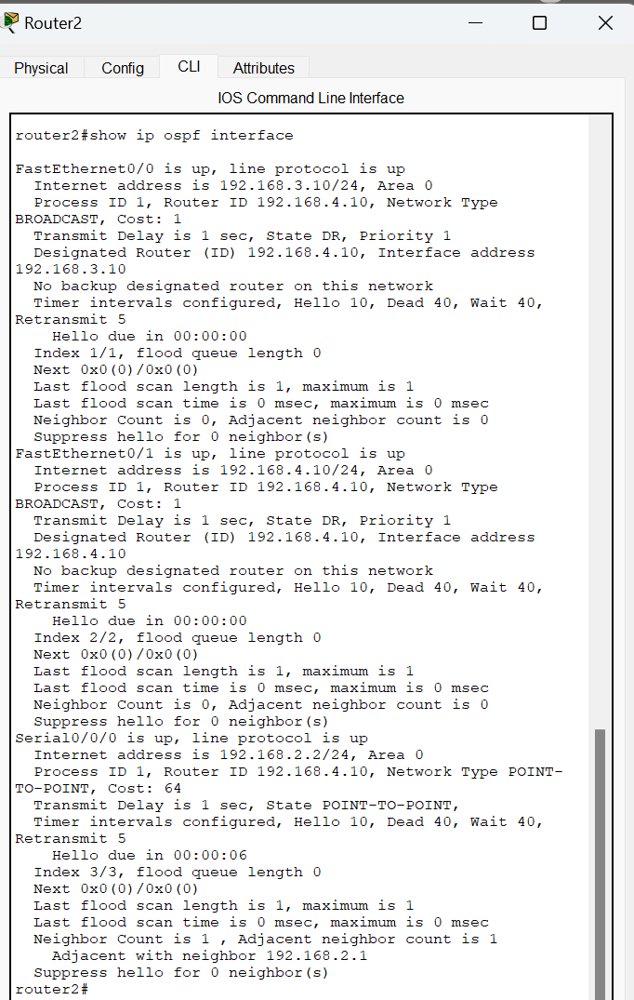 Router2
Physical Config CLI Attributes
IOS Command Line Interface
router2#show ip ospf interface
FastEthernet0/0 is up, line protocol is up
Internet address is 192.168.3.10/24, Area 0
Process ID 1, Router ID 192.168.4.10, Network Type
BROADCAST, Cost: 1
Transmit Delay is 1 sec, State DR, Priority 1
Designated Router (ID) 192.168.4.10, Interface address
192.168.3.10
No backup designated router on this network
Timer intervals configured, Hello 10, Dead 40, Wait 40,
Retransmit 5
Hello due in 00:00:00
Index 1/1, flood queue length 0
Next 0x0(0)/0x0(0)
Last flood scan length is 1, maximum is 1
Last flood scan time is 0 msec, maximum is 0 msec
Neighbor Count is 0, Adjacent neighbor count is 0
Suppress hello for 0 neighbor(s)
FastEthernet0/1 is up, line protocol is up
Internet address is 192.168.4.10/24, Area 0
Process ID 1, Router ID 192.168.4.10, Network Type
BROADCAST, Cost: 1
Transmit Delay is 1 sec, State DR, Priority 1
Designated Router (ID) 192.168.4.10, Interface address
192.168.4.10
No backup designated router on this network
Timer intervals configured, Hello 10, Dead 40, Wait 40,
Retransmit 5
Hello due in 00:00:00
Index 2/2, flood queue length 0
Next 0x0(0)/0x0(0)
Last flood scan length is 1, maximum is 1
Last flood scan time is 0 msec, maximum is 0 msec
Neighbor Count is 0, Adjacent neighbor count is 0
Suppress hello for 0 neighbor(s)
Serial0/0/0 is up, line protocol is up
Internet address is 192.168.2.2/24, Area 0
Process ID 1, Router ID 192.168.4.10, Network Type POINT-
TO-POINT, Cost: 64
Transmit Delay is 1 sec, State POINT-TO-POINT,
Timer intervals configured, Hello 10, Dead 40, Wait 40,
Retransmit 5
Hello due in 00:00:06
Index 3/3, flood queue length 0
Next 0x0(0)/0x0(0)
Last flood scan length is 1, maximum is 1
Last flood scan time is 0 msec, maximum is 0 msec
Neighbor Count is 1 , Adjacent neighbor count is 1
Adjacent with neighbor 192.168.2.1
Suppress hello for 0 neighbor(s)
router2#